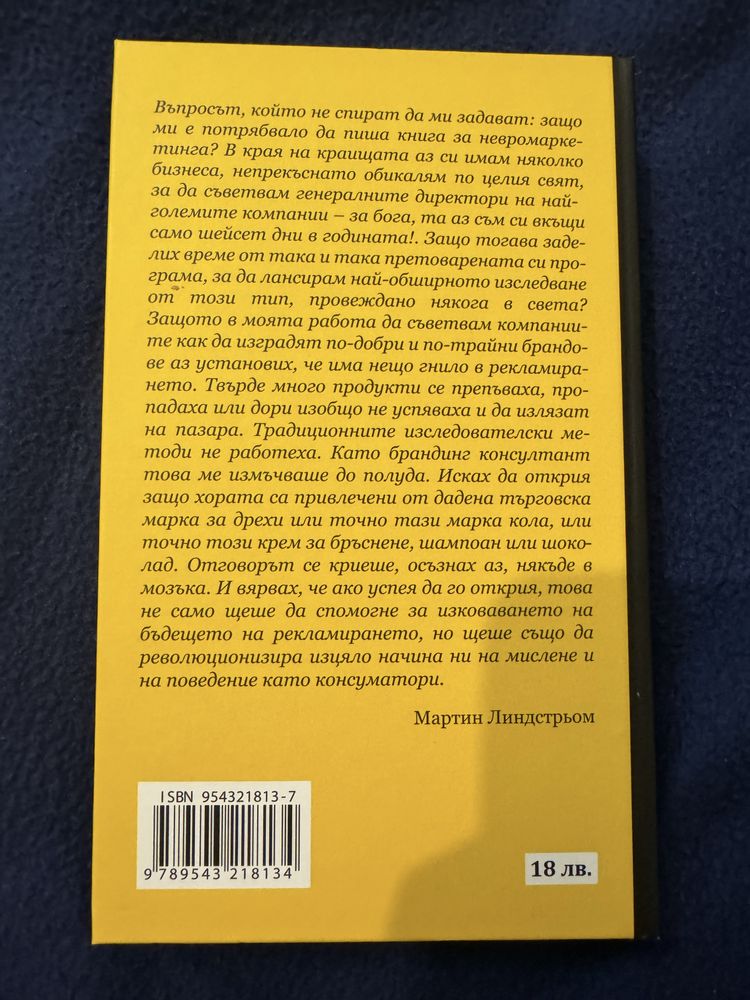 Въпросът, който не спират да ми задават: защо
ми е потрябвало да пиша книга за невромарке-
тинга? В края на краищата аз си имам няколко
бизнеса, непрекъснато обикалям по целия свят,
за да съветвам генералните директори на най-
големите компании – за бога, та аз съм си вкъщи
само шейсет дни в годината!. Защо тогава заде-
лих време от така и така претоварената си про-
грама, за да лансирам най-обширното изследване
от този тип, провеждано някога в света?
Защото в моята работа да съветвам компании-
те как да изградят по-добри и по-трайни брандо-
ве аз установих, че има нещо гнило в рекламира-
нето. Твърде много продукти се препъваха, про-
падаха или дори изобщо не успяваха и да излязат
на пазара. Традиционните изследователски ме-
тоди не работеха. Като брандинг консултант
това ме измъчваше до полуда. Исках да открия
защо хората са привлечени от дадена търговска
марка за дрехи или точно тази марка кола, или
точно този крем за бръснене, шампоан или шоко-
лад. Отговорът се криеше, осъзнах аз, някъде в
мозъка. И вярвах, че ако успея да го открия, това
не само щеше да спомогне за изковаването на
бъдещето на рекламирането, но щеше също да
революционизира изцяло начина ни на мислене и
на поведение като консуматори.
Мартин Линдстрьом
ISBN 954321813-7
9 789543 218134
18 лв.